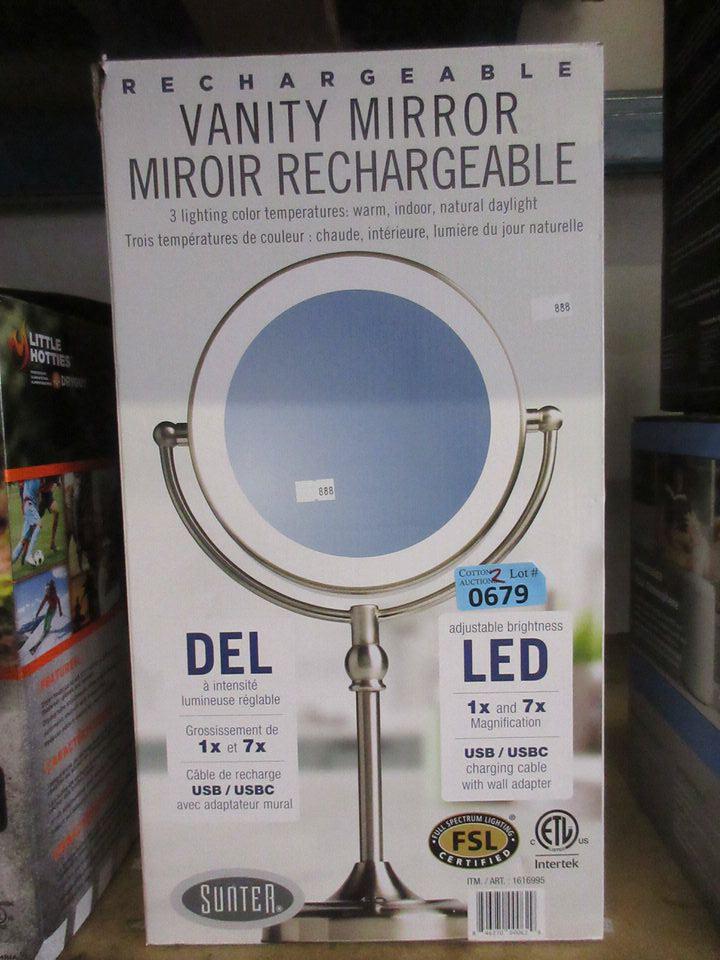 RECHARGEABLE
VANITY MIRROR
MIROIR RECHARGEABLE
3 lighting color temperatures: warm, indoor, natural daylight
Trois températures de couleur : chaude, intérieure, lumière du jour naturelle
888
LITTLE
HOTTIES
888
COTTON 2 Lot #
AUCTION
0679
DEL
à intensité
lumineuse réglable
Grossissement de
1x et 7x
Câble de recharge
USB / USBC
avec adaptateur mural
adjustable brightness
LED
1x and 7x
Magnification
USB / USBC
charging cable
with wall adapter
FULL SPECTRUM LIGHTING
FSL
CERTIFIED
C ETL US
Intertek
ITM. / ART. : 1616995
SUNTER®
FEATURES